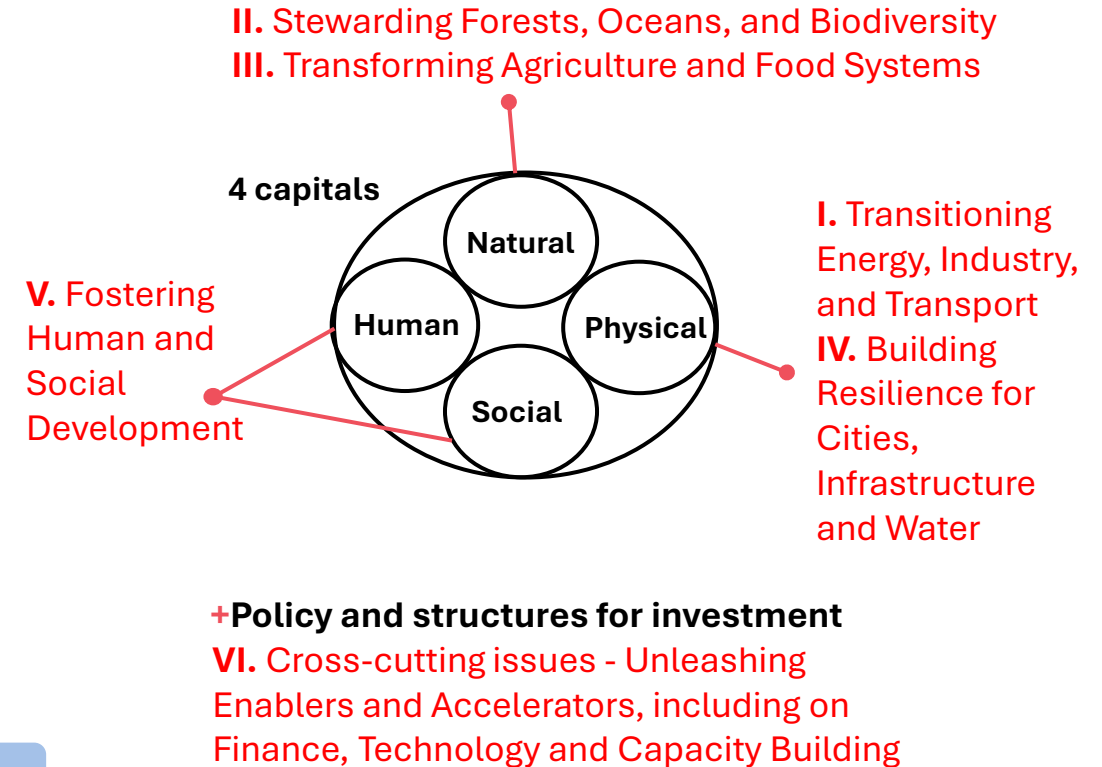 II. Stewarding Forests, Oceans, and Biodiversity
III. Transforming Agriculture and Food Systems
4 capitals
Natural
Human
Physical
Social
V. Fostering
Human and
Social
Development
I. Transitioning
Energy, Industry,
and Transport
IV. Building
Resilience for
Cities,
Infrastructure
and Water
+Policy and structures for investment
VI. Cross-cutting issues - Unleashing
Enablers and Accelerators, including on
Finance, Technology and Capacity Building